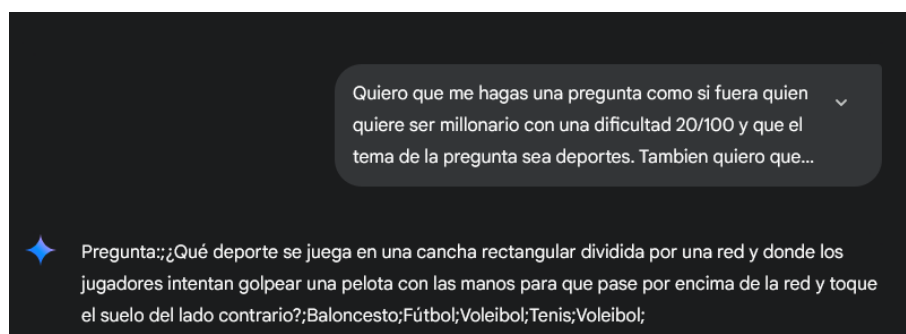 Quiero que me hagas una pregunta como si fuera quien
quiere ser millonario con una dificultad 20/100 y que el
tema de la pregunta sea deportes. Tambien quiero que...
Pregunta:;¿Qué deporte se juega en una cancha rectangular dividida por una red y donde los
jugadores intentan golpear una pelota con las manos para que pase por encima de la red y toque
el suelo del lado contrario?;Baloncesto;Fútbol;Voleibol;Tenis;Voleibol;